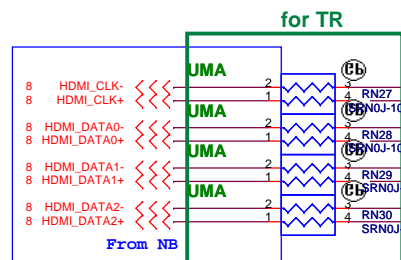 for TR
UMA
8 HDMI_CLK- 2 3
8 HDMI_CLK+ 1 4 RN27
SRN0J-10
UMA
8 HDMI_DATA0- 2 3
8 HDMI_DATA0+ 1 4 RN28
SRN0J-10
UMA
8 HDMI_DATA1- 2 3
8 HDMI_DATA1+ 1 4 RN29
SRN0J-
UMA
8 HDMI_DATA2- 2 3
8 HDMI_DATA2+ 1 4 RN30
SRN0J-
From NB